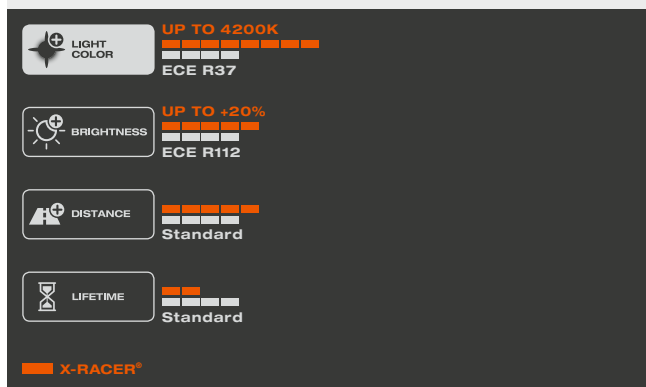 UP TO 4200K
LIGHT
COLOR
ECE R37
UP TO +20%
BRIGHTNESS
ECE R112
DISTANCE
Standard
LIFETIME
Standard
X-RACER®